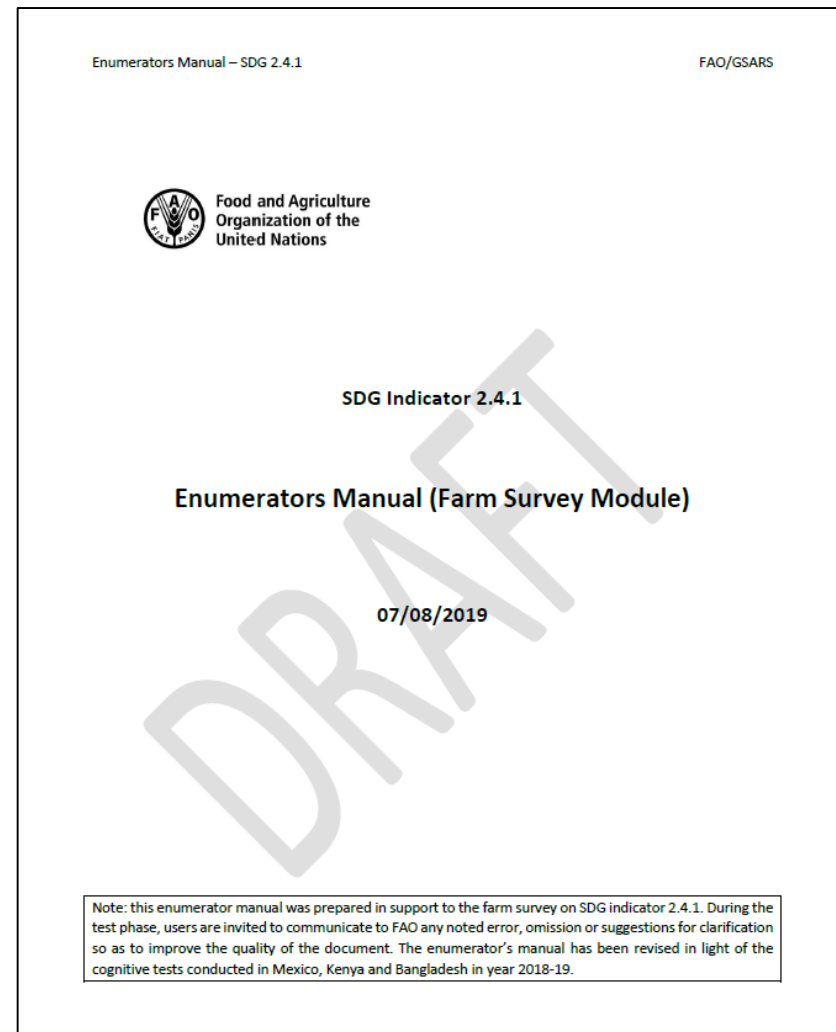 Enumerators Manual – SDG 2.4.1 FAO/GSARS
FAO
FIAT PANIS
Food and Agriculture
Organization of the
United Nations
SDG Indicator 2.4.1
Enumerators Manual (Farm Survey Module)
07/08/2019
DRAFT
Note: this enumerator manual was prepared in support to the farm survey on SDG indicator 2.4.1. During the
test phase, users are invited to communicate to FAO any noted error, omission or suggestions for clarification
so as to improve the quality of the document. The enumerator's manual has been revised in light of the
cognitive tests conducted in Mexico, Kenya and Bangladesh in year 2018-19.